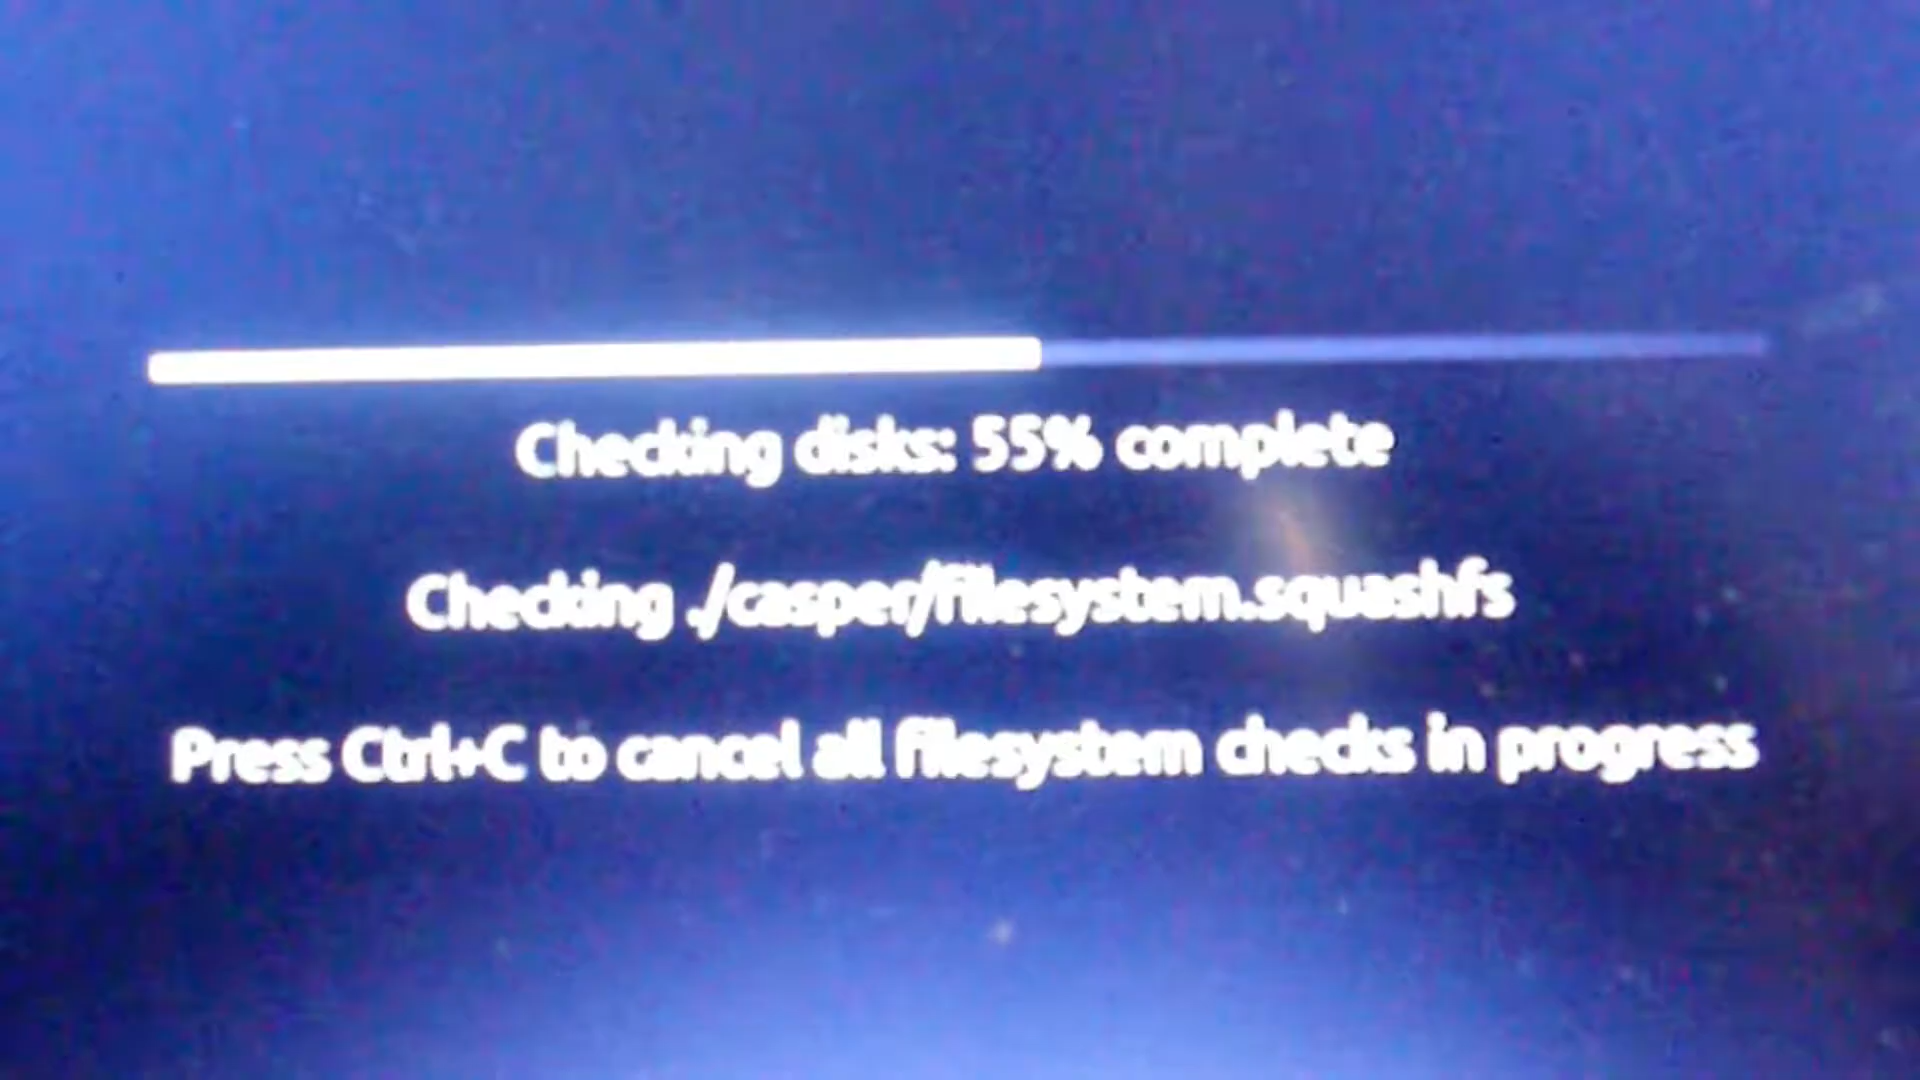 Checking disks: 55% complete
Checking ./casper/filesystem.squashfs
Press Ctrl+C to cancel all filesystem checks in progress